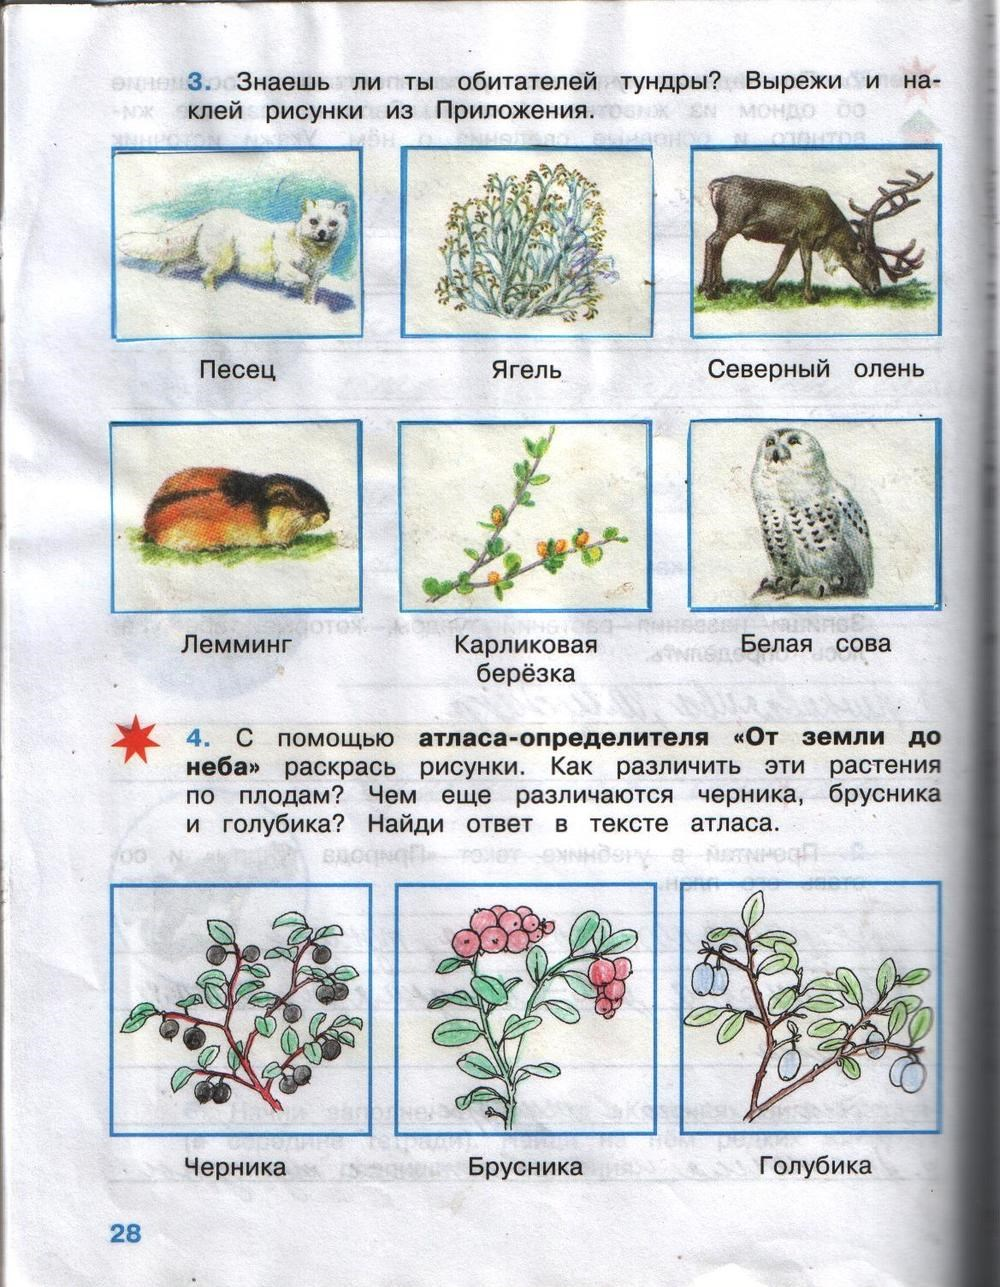 3. Знаешь ли ты обитателей тундры? Вырежи и на-
клей рисунки из Приложения.
Песец
Ягель
Северный олень
Лемминг
Карликовая
берёзка
Белая сова
4. С помощью атласа-определителя «От земли до
неба» раскрась рисунки. Как различить эти растения
по плодам? Чем еще различаются черника, брусника
и голубика? Найди ответ в тексте атласа.
Черника
Брусника
Голубика
28